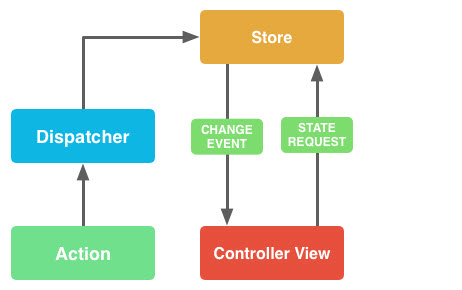 Store
Dispatcher
CHANGE
EVENT
STATE
REQUEST
Action
Controller View